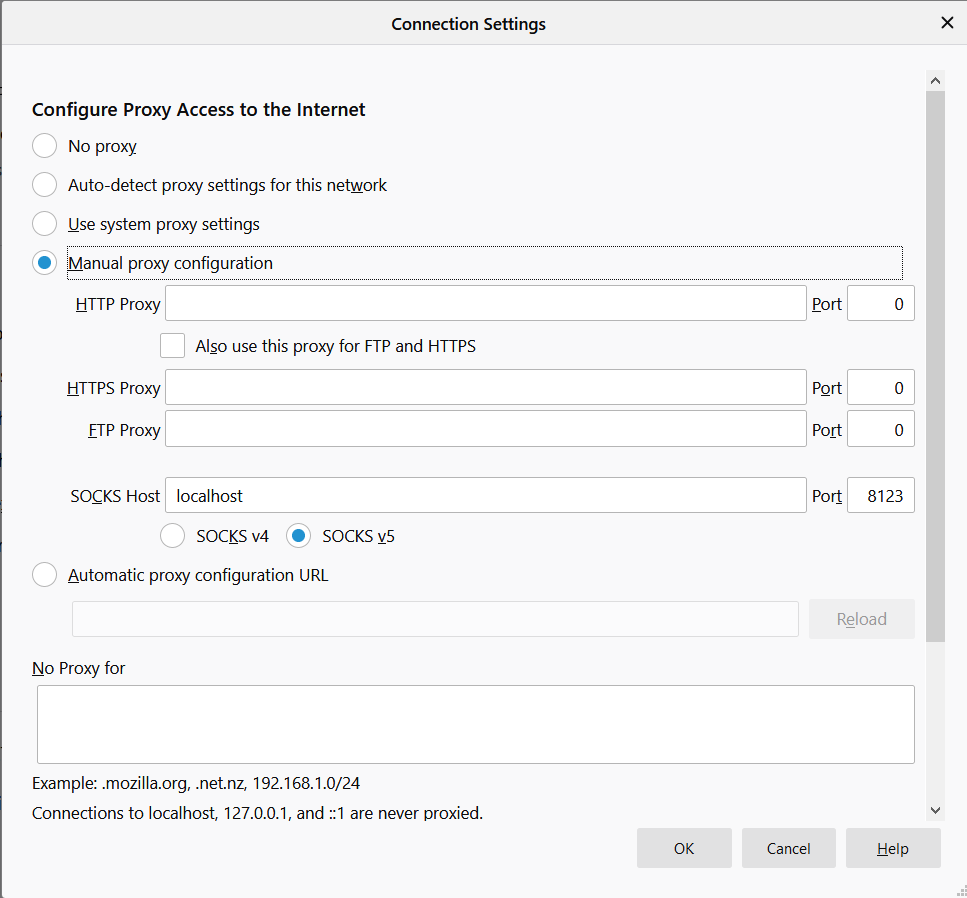 Connection Settings
Configure Proxy Access to the Internet
No proxy
Auto-detect proxy settings for this network
Use system proxy settings
Manual proxy configuration
HTTP Proxy Port 0
Also use this proxy for FTP and HTTPS
HTTPS Proxy Port 0
FTP Proxy Port 0
SOCKS Host localhost Port 8123
SOCKS v4 SOCKS v5
Automatic proxy configuration URL
Reload
No Proxy for
Example: .mozilla.org, .net.nz, 192.168.1.0/24
Connections to localhost, 127.0.0.1, and ::1 are never proxied.
OK Cancel Help